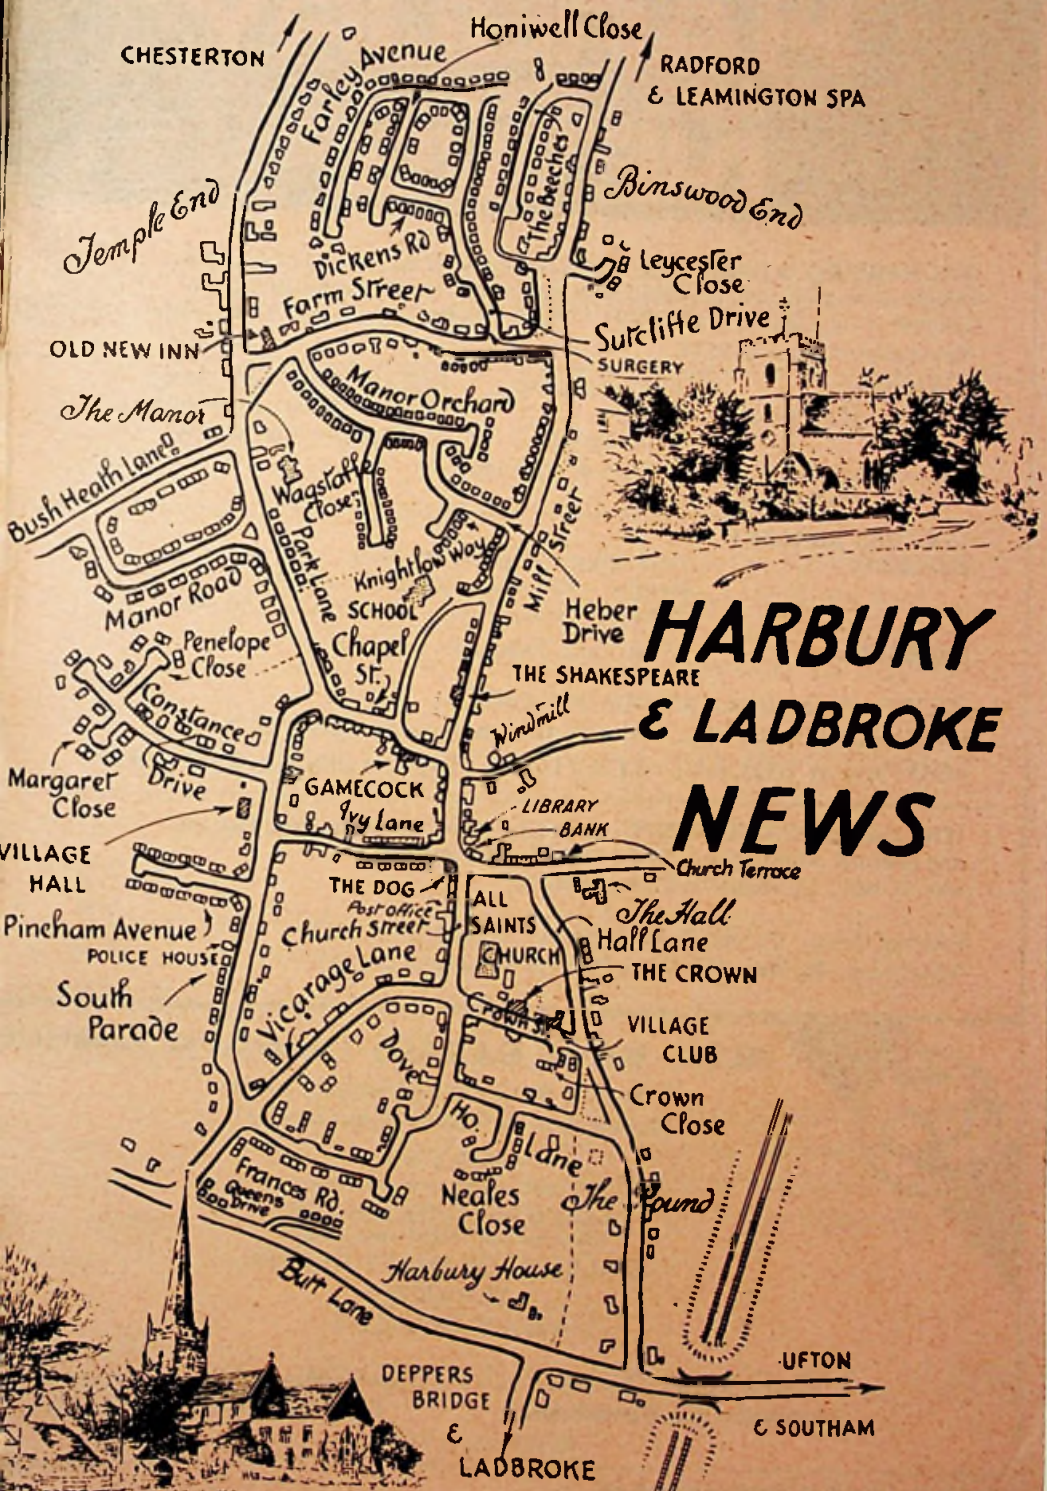 Honiwell Close
CHESTERTON
Farley Avenue
RADFORD
& LEAMINGTON SPA
Temple End
The Beeches
Binswood End
Dickens Rd
Leycester
Close
Farm Street
Sutcliffe Drive
OLD NEW INN
SURGERY
The Manor
Manor Orchard
Bush Heath Lane
Wagstaffe
Close
Park Lane
Mill Street
Knightlow Way
Manor Road
SCHOOL
Heber
Drive
HARBURY
& LADBROKE
NEWS
Penelope
Close
Chapel
St.
THE SHAKESPEARE
Constance
Drive
Windmill
Margaret
Close
GAMECOCK
Ivy Lane
LIBRARY
BANK
VILLAGE
HALL
Church Terrace
THE DOG
Post Office
ALL
SAINTS
CHURCH
The Hall
Pineham Avenue
Church Street
Hall Lane
POLICE HOUSE
THE CROWN
South
Parade
Vicarage Lane
Crown St.
VILLAGE
CLUB
Dove
HO.
Lane
Crown
Close
Frances Rd.
Queens
Drive
Neales
Close
The Pound
Harbury House
Butt Lane
DEPPERS
BRIDGE
&
LADBROKE
UFTON
& SOUTHAM